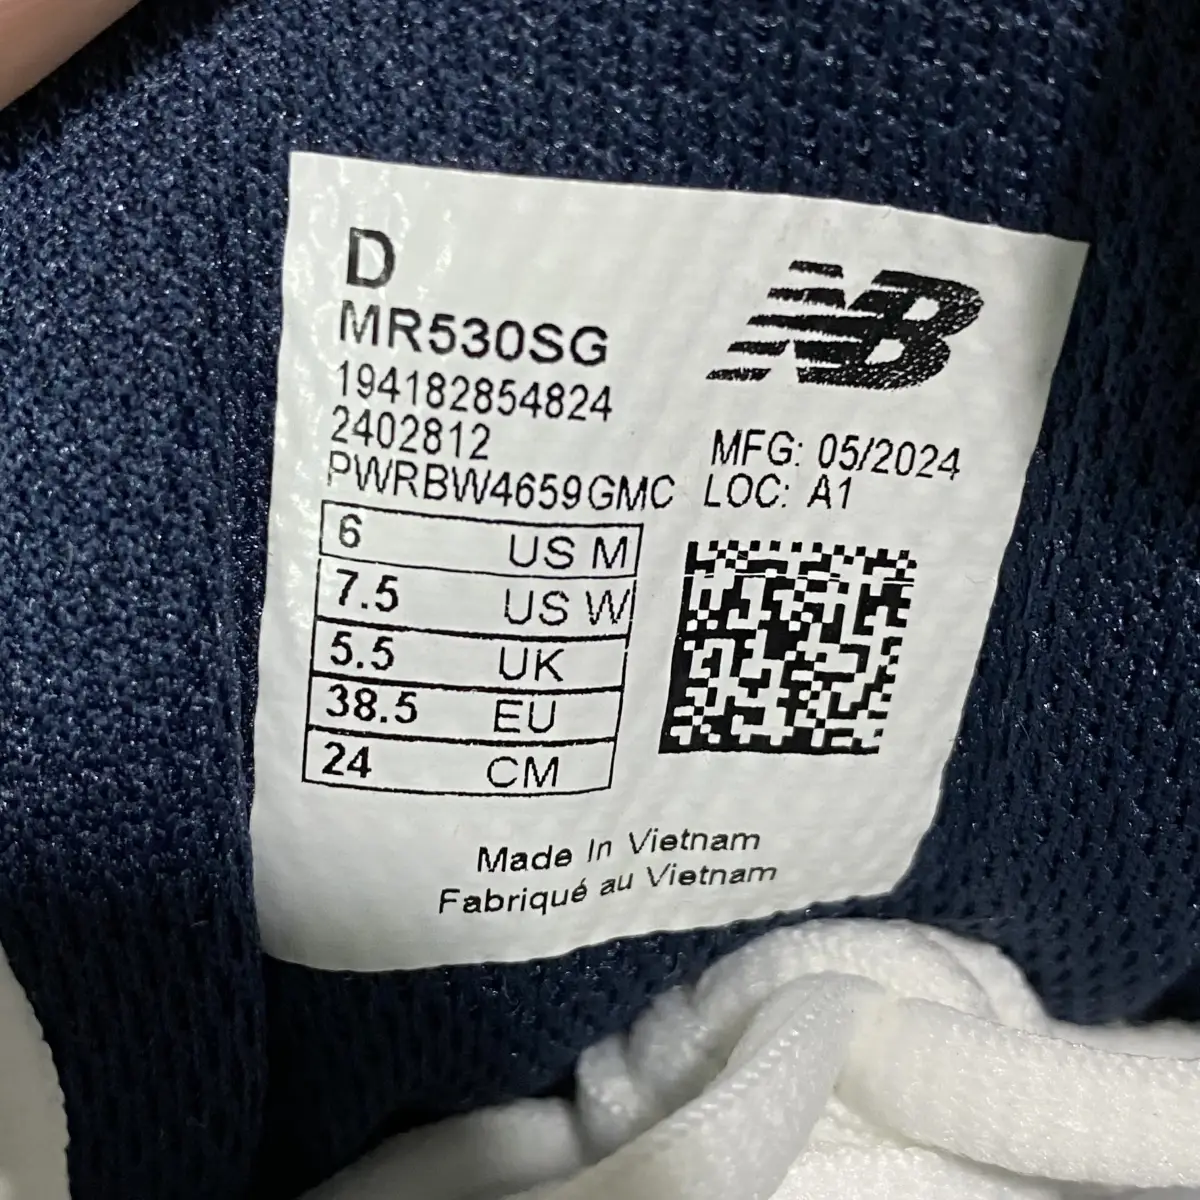 D
MR530SG
194182854824
2402812
PWRBW4659GMC
NB
MFG: 05/2024
LOC: A1
6 US M
7.5 US W
5.5 UK
38.5 EU
24 CM
Made In Vietnam
Fabriqué au Vietnam